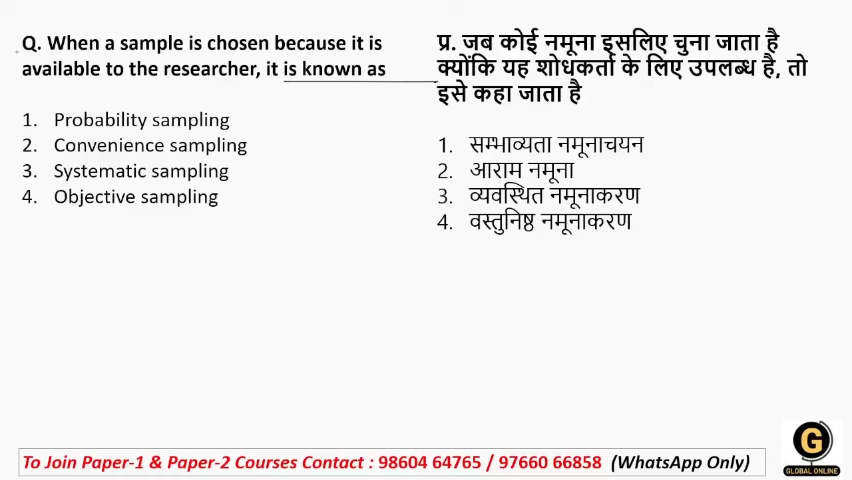 Q. When a sample is chosen because it is
available to the researcher, it is known as
1. Probability sampling
2. Convenience sampling
3. Systematic sampling
4. Objective sampling
प्र. जब कोई नमूना इसलिए चुना जाता है
क्योंकि यह शोधकर्ता के लिए उपलब्ध है, तो
इसे कहा जाता है
1. सम्भाव्यता नमूनाचयन
2. आराम नमूना
3. व्यवस्थित नमूनाकरण
4. वस्तुनिष्ठ नमूनाकरण
G
GLOBAL ONLINE
To Join Paper-1 & Paper-2 Courses Contact : 98604 64765 / 97660 66858 (WhatsApp Only)